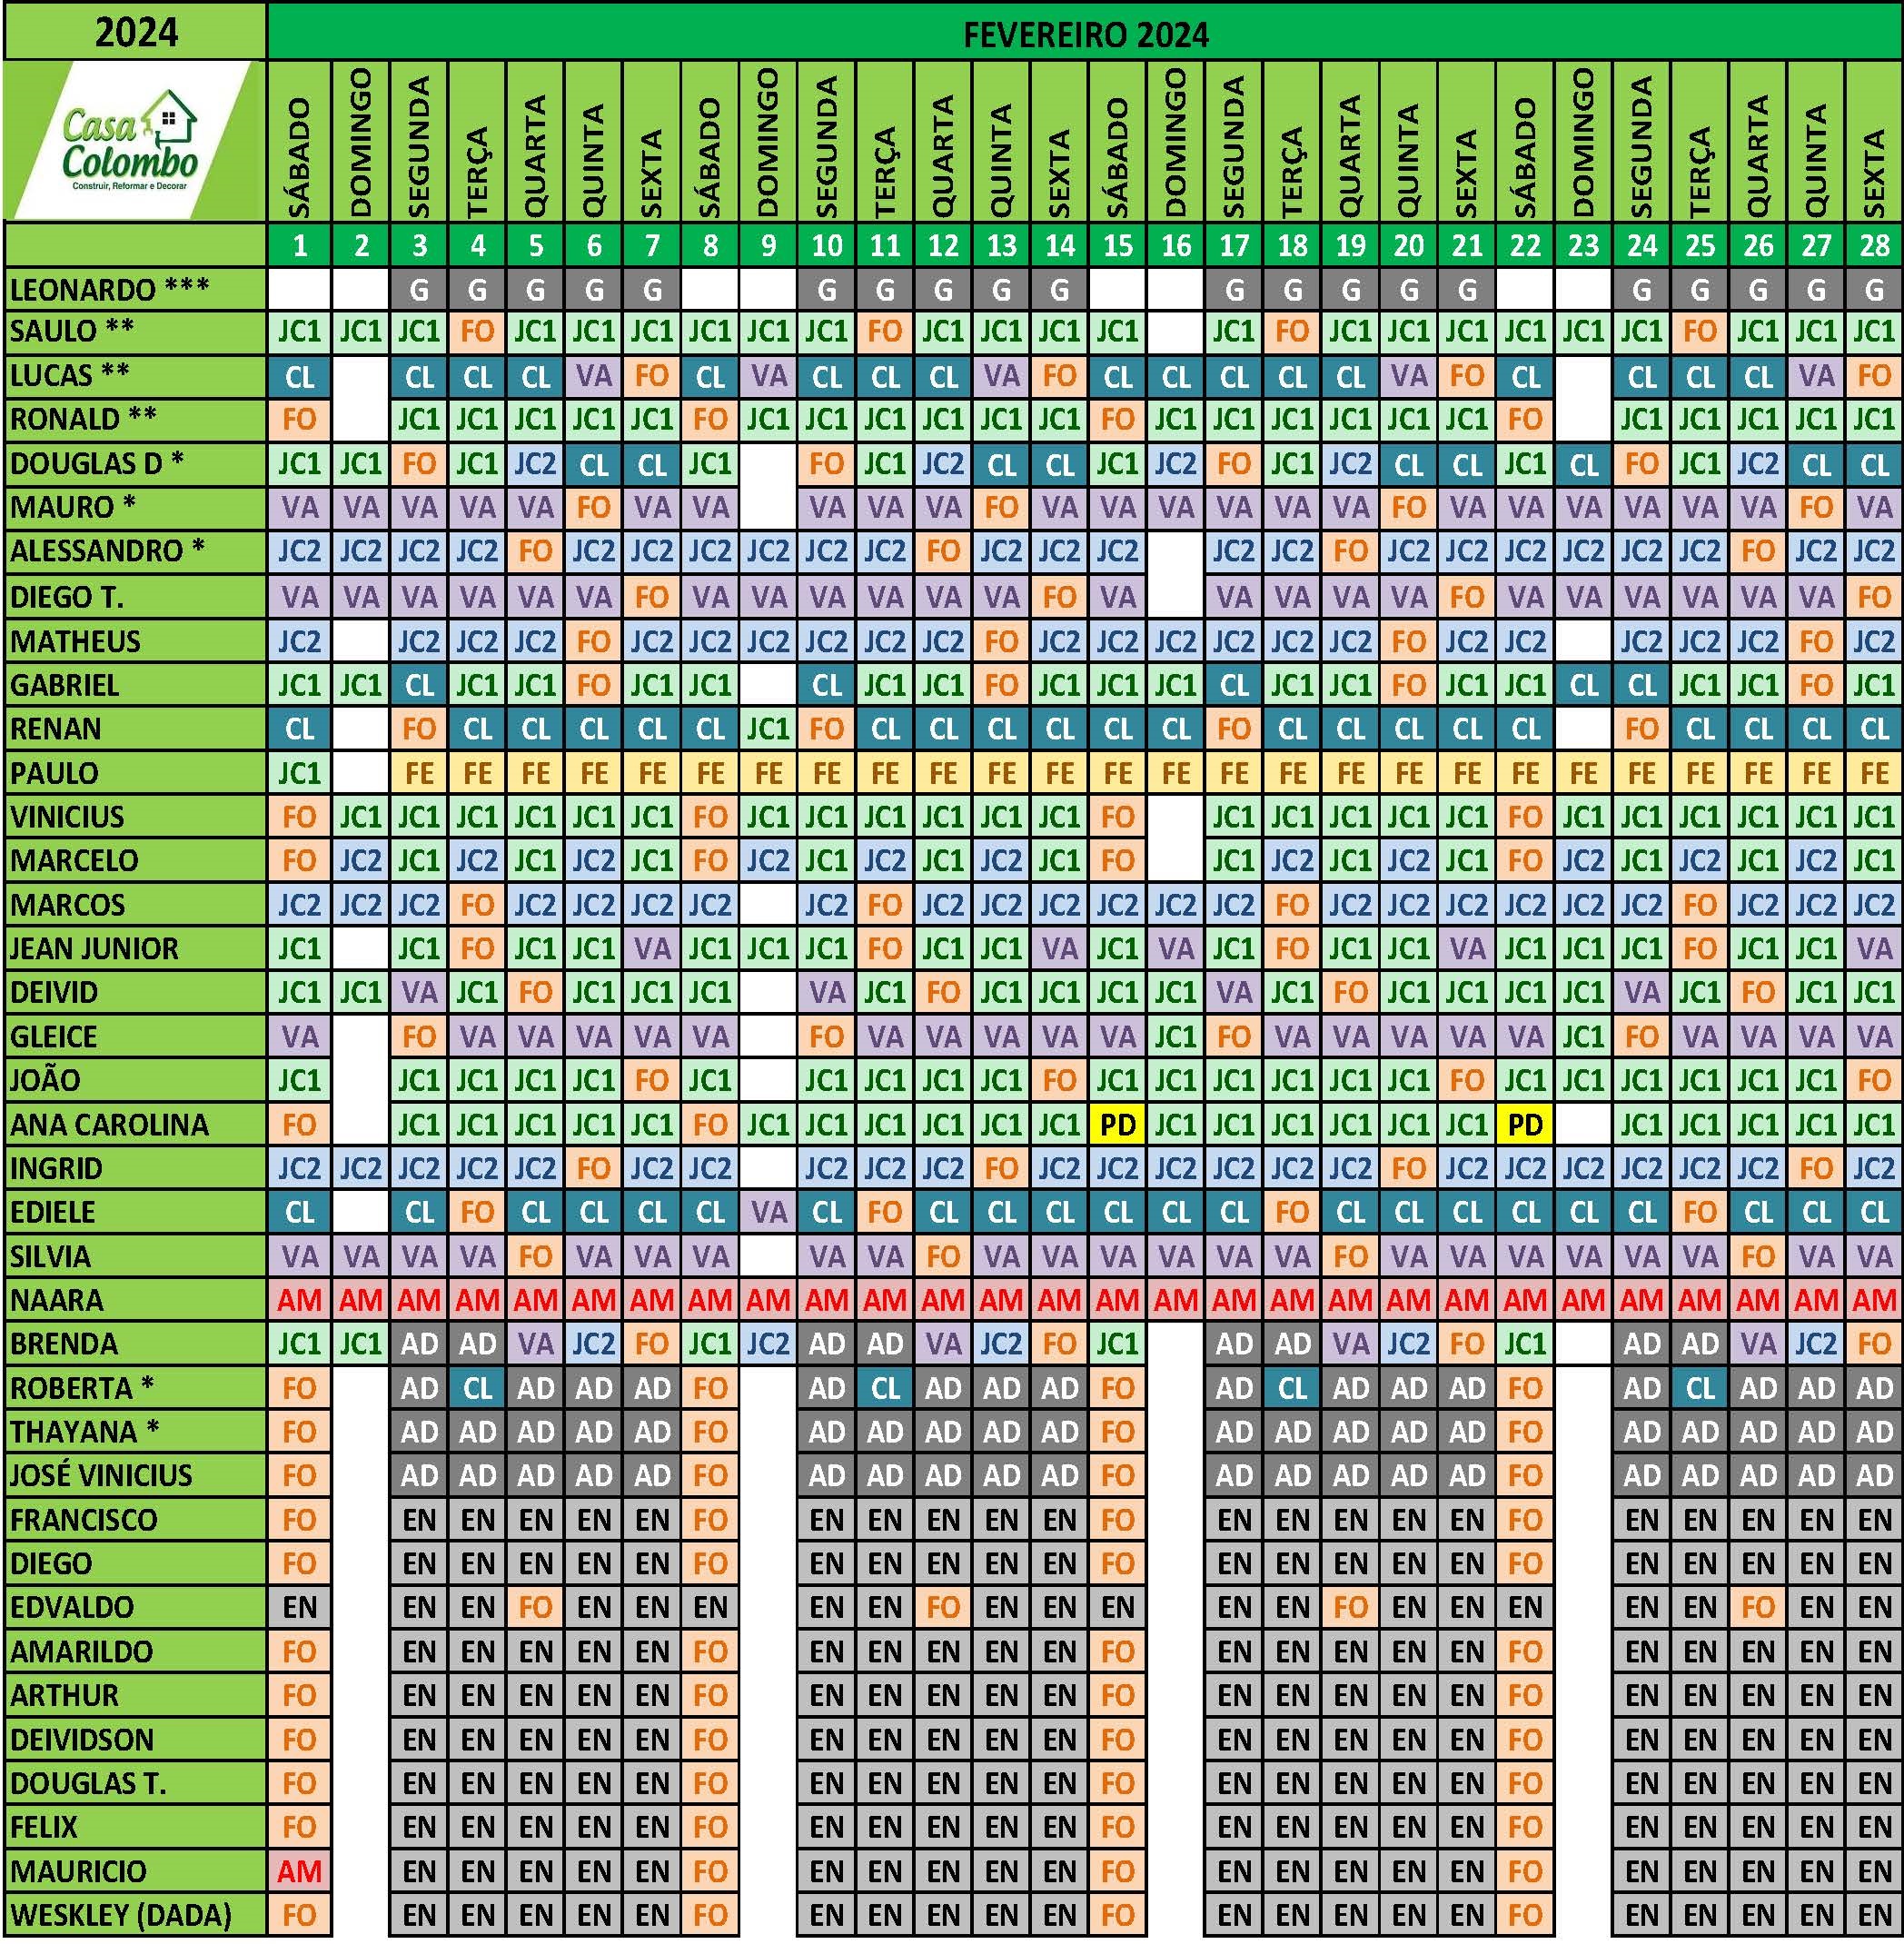 2024 FEVEREIRO 2024
Casa
Colombo
Construir, Reformar e Decorar
SÁBADO DOMINGO SEGUNDA TERÇA QUARTA QUINTA SEXTA SÁBADO DOMINGO SEGUNDA TERÇA QUARTA QUINTA SEXTA SÁBADO DOMINGO SEGUNDA TERÇA QUARTA QUINTA SEXTA SÁBADO DOMINGO SEGUNDA TERÇA QUARTA QUINTA SEXTA
1 2 3 4 5 6 7 8 9 10 11 12 13 14 15 16 17 18 19 20 21 22 23 24 25 26 27 28
LEONARDO *** G G G G G G G G G G G G G G G G G G G G
SAULO ** JC1 JC1 JC1 FO JC1 JC1 JC1 JC1 JC1 JC1 FO JC1 JC1 JC1 JC1 JC1 FO JC1 JC1 JC1 JC1 JC1 JC1 FO JC1 JC1 JC1
LUCAS ** CL CL CL CL VA FO CL VA CL CL CL VA FO CL CL CL CL CL VA FO CL CL CL CL VA FO
RONALD ** FO JC1 JC1 JC1 JC1 JC1 FO JC1 JC1 JC1 JC1 JC1 JC1 FO JC1 JC1 JC1 JC1 JC1 JC1 FO JC1 JC1 JC1 JC1 JC1
DOUGLAS D * JC1 JC1 FO JC1 JC2 CL CL JC1 FO JC1 JC2 CL CL JC1 JC2 FO JC1 JC2 CL CL JC1 CL FO JC1 JC2 CL CL
MAURO * VA VA VA VA VA FO VA VA VA VA VA FO VA VA VA VA VA VA FO VA VA VA VA VA VA FO VA
ALESSANDRO * JC2 JC2 JC2 JC2 FO JC2 JC2 JC2 JC2 JC2 JC2 FO JC2 JC2 JC2 JC2 JC2 FO JC2 JC2 JC2 JC2 JC2 JC2 FO JC2 JC2
DIEGO T. VA VA VA VA VA VA FO VA VA VA VA VA VA FO VA VA VA VA VA FO VA VA VA VA VA VA FO
MATHEUS JC2 JC2 JC2 JC2 FO JC2 JC2 JC2 JC2 JC2 JC2 FO JC2 JC2 JC2 JC2 JC2 JC2 FO JC2 JC2 JC2 JC2 JC2 FO JC2
GABRIEL JC1 JC1 CL JC1 JC1 FO JC1 JC1 CL JC1 JC1 FO JC1 JC1 JC1 CL JC1 JC1 FO JC1 JC1 CL CL JC1 JC1 FO JC1
RENAN CL FO CL CL CL CL CL JC1 FO CL CL CL CL CL CL FO CL CL CL CL CL FO CL CL CL CL
PAULO JC1 FE FE FE FE FE FE FE FE FE FE FE FE FE FE FE FE FE FE FE FE FE FE FE FE FE FE
VINICIUS FO JC1 JC1 JC1 JC1 JC1 JC1 FO JC1 JC1 JC1 JC1 JC1 JC1 FO JC1 JC1 JC1 JC1 JC1 FO JC1 JC1 JC1 JC1 JC1 JC1
MARCELO FO JC2 JC1 JC2 JC1 JC2 JC1 FO JC2 JC1 JC2 JC1 JC2 JC1 FO JC1 JC2 JC1 JC2 JC1 FO JC2 JC1 JC2 JC1 JC2 JC1
MARCOS JC2 JC2 JC2 FO JC2 JC2 JC2 JC2 JC2 FO JC2 JC2 JC2 JC2 JC2 JC2 FO JC2 JC2 JC2 JC2 JC2 JC2 FO JC2 JC2 JC2
JEAN JUNIOR JC1 JC1 FO JC1 JC1 VA JC1 JC1 JC1 FO JC1 JC1 VA JC1 VA JC1 FO JC1 JC1 VA JC1 JC1 JC1 FO JC1 JC1 VA
DEIVID JC1 JC1 VA JC1 FO JC1 JC1 JC1 VA JC1 FO JC1 JC1 JC1 JC1 VA JC1 FO JC1 JC1 JC1 JC1 VA JC1 FO JC1 JC1
GLEICE VA FO VA VA VA VA VA FO VA VA VA VA VA JC1 FO VA VA VA VA VA JC1 FO VA VA VA VA
JOÃO JC1 JC1 JC1 JC1 JC1 FO JC1 JC1 JC1 JC1 JC1 FO JC1 JC1 JC1 JC1 JC1 JC1 FO JC1 JC1 JC1 JC1 JC1 JC1 FO
ANA CAROLINA FO JC1 JC1 JC1 JC1 JC1 FO JC1 JC1 JC1 JC1 JC1 JC1 PD JC1 JC1 JC1 JC1 JC1 JC1 PD JC1 JC1 JC1 JC1 JC1
INGRID JC2 JC2 JC2 JC2 JC2 FO JC2 JC2 JC2 JC2 JC2 FO JC2 JC2 JC2 JC2 JC2 JC2 FO JC2 JC2 JC2 JC2 JC2 JC2 FO JC2
EDIELE CL CL FO CL CL CL CL VA CL FO CL CL CL CL CL CL FO CL CL CL CL CL CL FO CL CL CL
SILVIA VA VA VA VA FO VA VA VA VA VA FO VA VA VA VA VA VA FO VA VA VA VA VA VA FO VA VA
NAARA AM AM AM AM AM AM AM AM AM AM AM AM AM AM AM AM AM AM AM AM AM AM AM AM AM AM AM AM
BRENDA JC1 JC1 AD AD VA JC2 FO JC1 JC2 AD AD VA JC2 FO JC1 AD AD VA JC2 FO JC1 AD AD VA JC2 FO
ROBERTA * FO AD CL AD AD AD FO AD CL AD AD AD FO AD CL AD AD AD FO AD CL AD AD AD
THAYANA * FO AD AD AD AD AD FO AD AD AD AD AD FO AD AD AD AD AD FO AD AD AD AD AD
JOSÉ VINICIUS FO AD AD AD AD AD FO AD AD AD AD AD FO AD AD AD AD AD FO AD AD AD AD AD
FRANCISCO FO EN EN EN EN EN FO EN EN EN EN EN FO EN EN EN EN EN FO EN EN EN EN EN
DIEGO FO EN EN EN EN EN FO EN EN EN EN EN FO EN EN EN EN EN FO EN EN EN EN EN
EDVALDO EN EN EN FO EN EN EN EN EN FO EN EN EN EN EN FO EN EN EN EN EN FO EN EN
AMARILDO FO EN EN EN EN EN FO EN EN EN EN EN FO EN EN EN EN EN FO EN EN EN EN EN
ARTHUR FO EN EN EN EN EN FO EN EN EN EN EN FO EN EN EN EN EN FO EN EN EN EN EN
DEIVIDSON FO EN EN EN EN EN FO EN EN EN EN EN FO EN EN EN EN EN FO EN EN EN EN EN
DOUGLAS T. FO EN EN EN EN EN FO EN EN EN EN EN FO EN EN EN EN EN FO EN EN EN EN EN
FELIX FO EN EN EN EN EN FO EN EN EN EN EN FO EN EN EN EN EN FO EN EN EN EN EN
MAURICIO AM EN EN EN EN EN FO EN EN EN EN EN FO EN EN EN EN EN FO EN EN EN EN EN
WESKLEY (DADA) FO EN EN EN EN EN FO EN EN EN EN EN FO EN EN EN EN EN FO EN EN EN EN EN